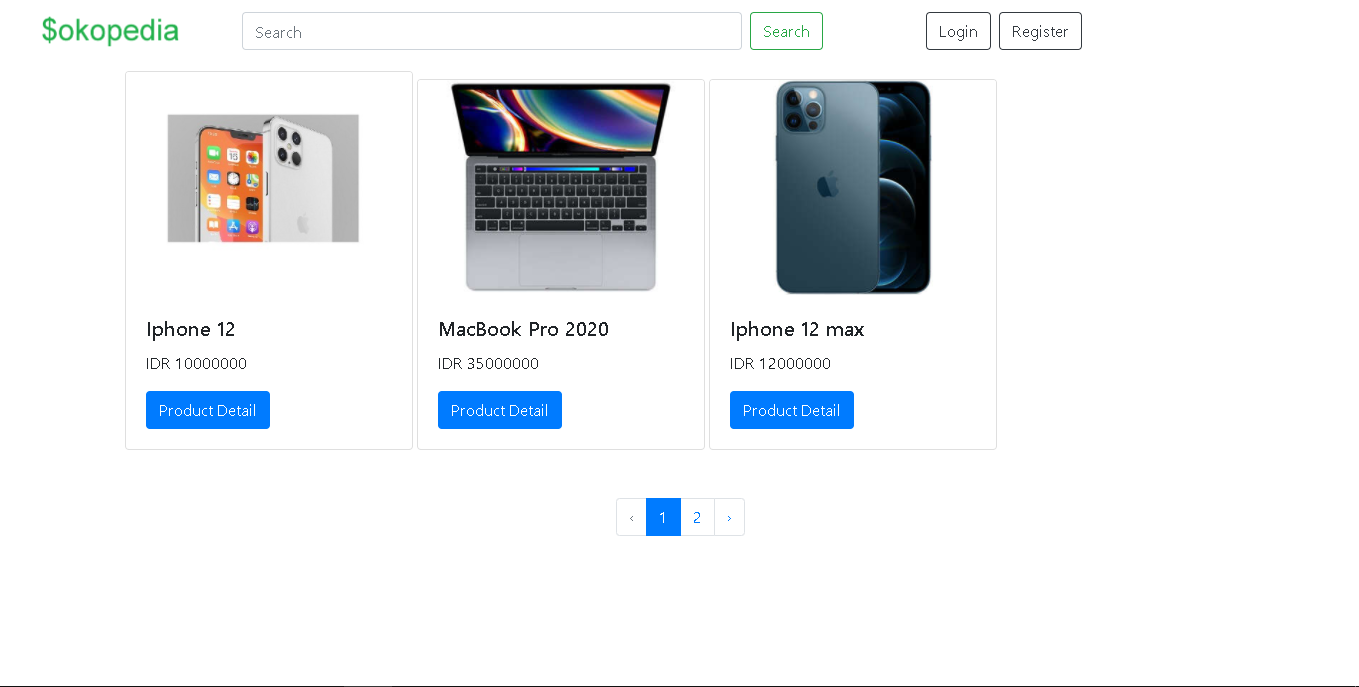 $okopedia
Search
Search
Login
Register
Iphone 12
IDR 10000000
Product Detail
MacBook Pro 2020
IDR 35000000
Product Detail
Iphone 12 max
IDR 12000000
Product Detail
‹ 1 2 ›